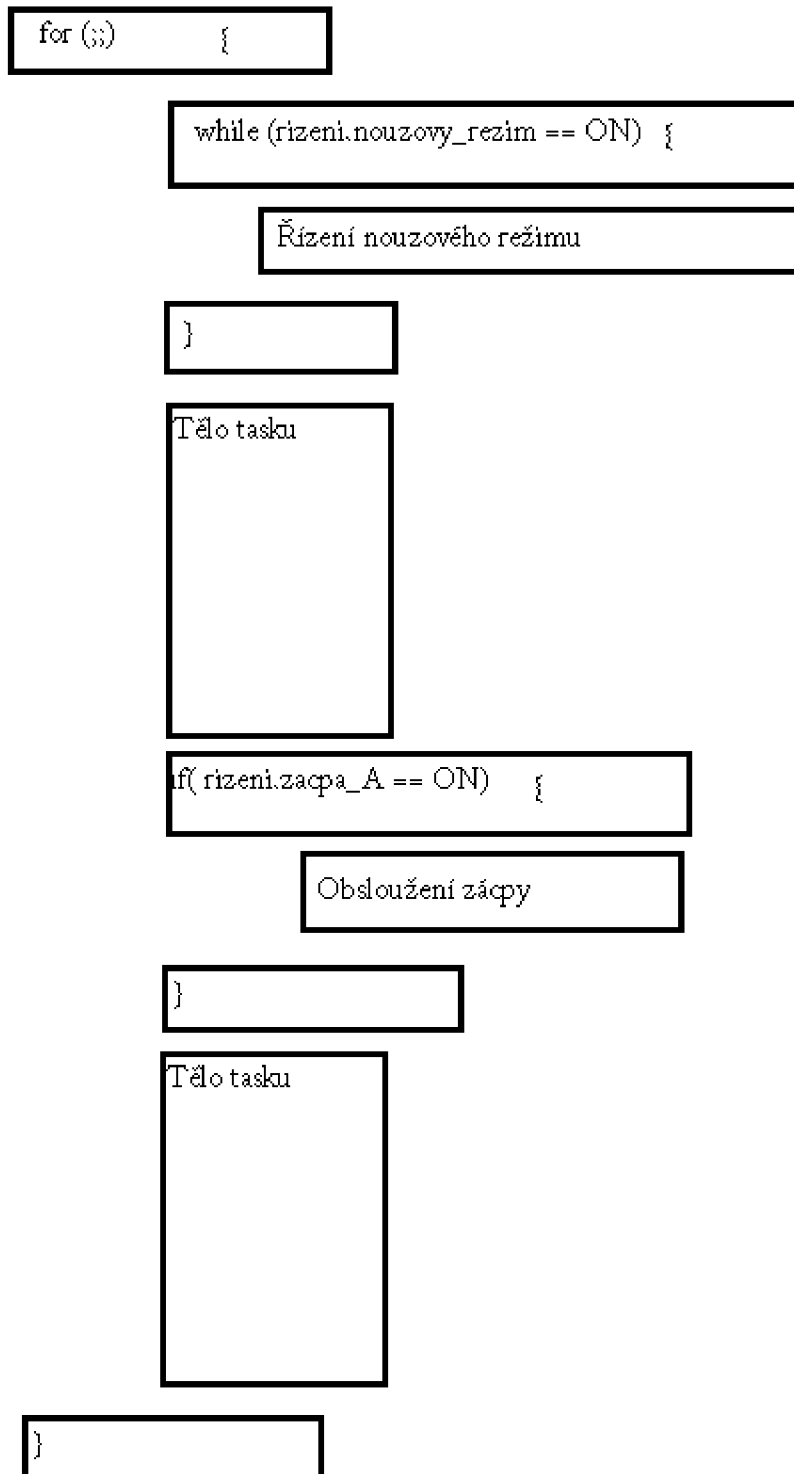 for (;;) {
while (rizeni.nouzovy_rezim == ON) {
Řízení nouzového režimu
}
Tělo tasku
if( rizeni.zacpa_A == ON) {
Obsloužení zácpy
}
Tělo tasku
}